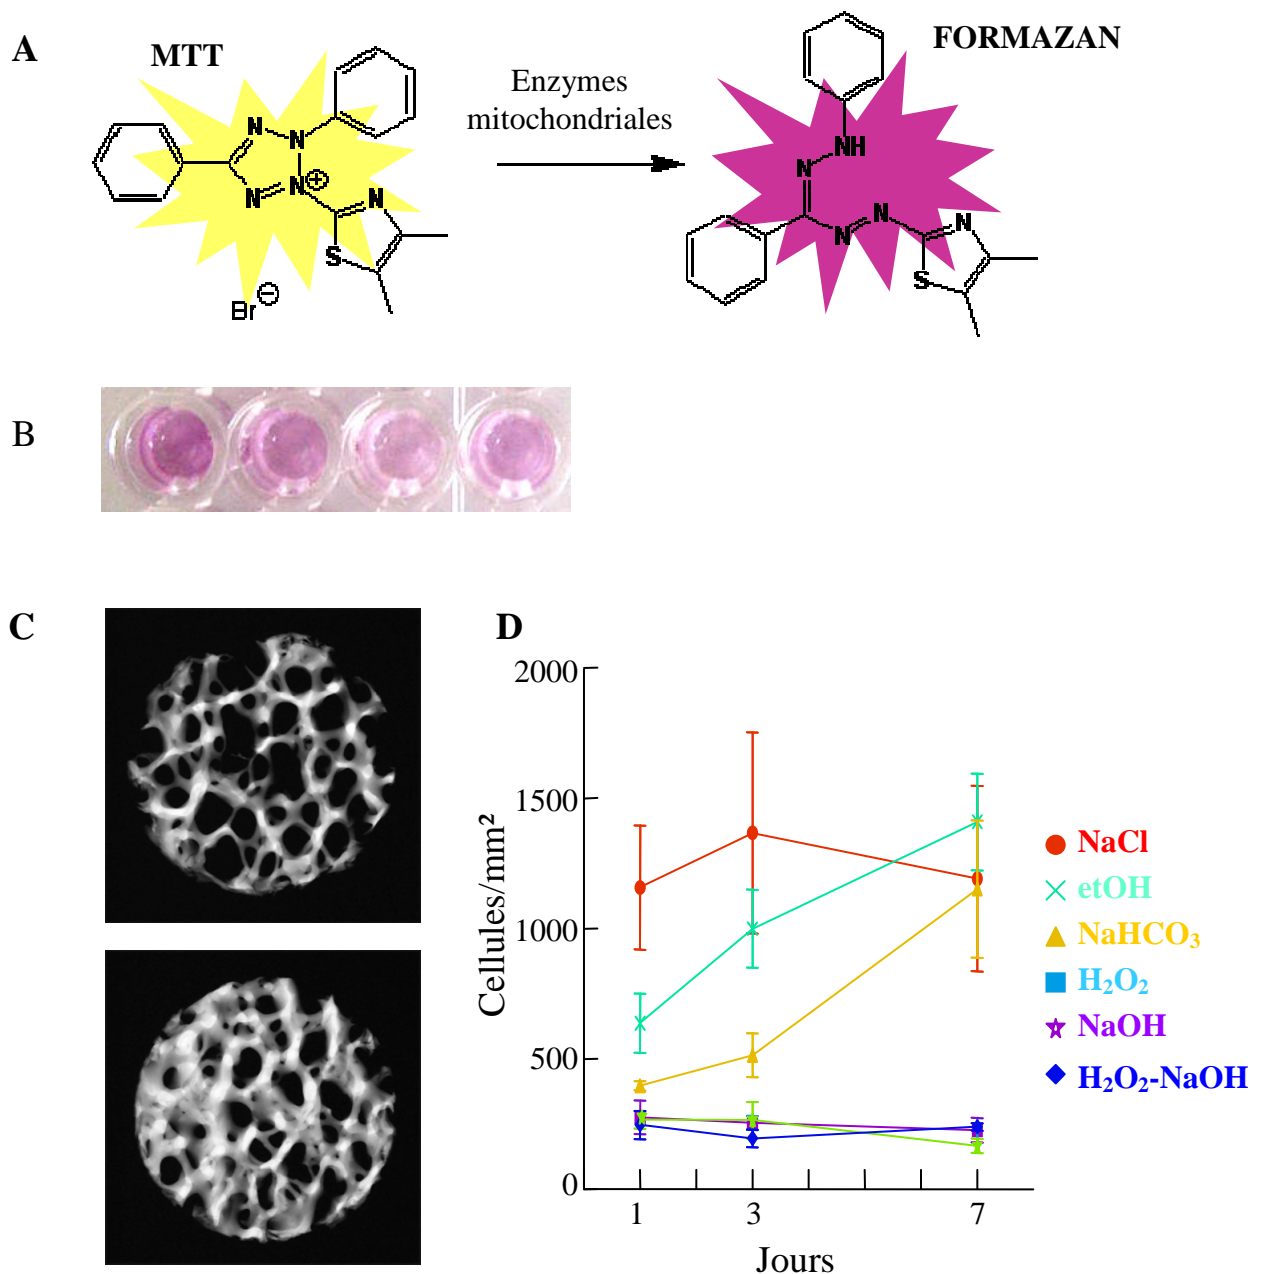 A
MTT
FORMAZAN
Enzymes
mitochondriales
N
N
N
N
⊕
N
S
Br⊖
NH
N
N
N
N
S
B
C
D
2000
1500
1000
500
0
Cellules/mm²
1
3
7
Jours
NaCl
etOH
NaHCO₃
H₂O₂
NaOH
H₂O₂-NaOH